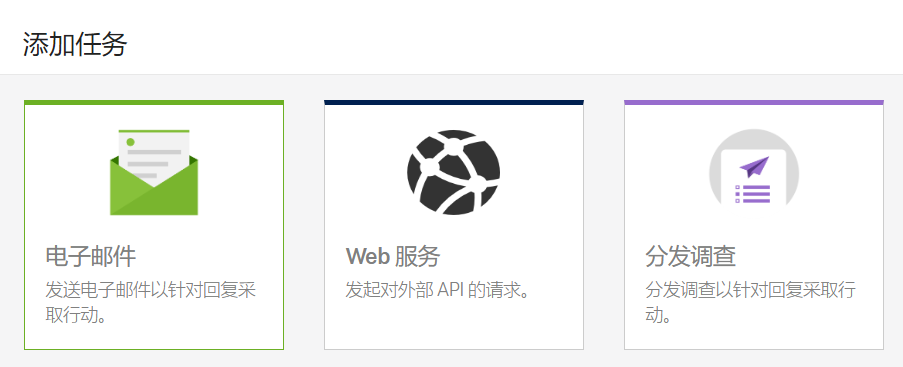 添加任务
电子邮件
发送电子邮件以针对回复采
取行动。
Web 服务
发起对外部 API 的请求。
分发调查
分发调查以针对回复采取行
动。